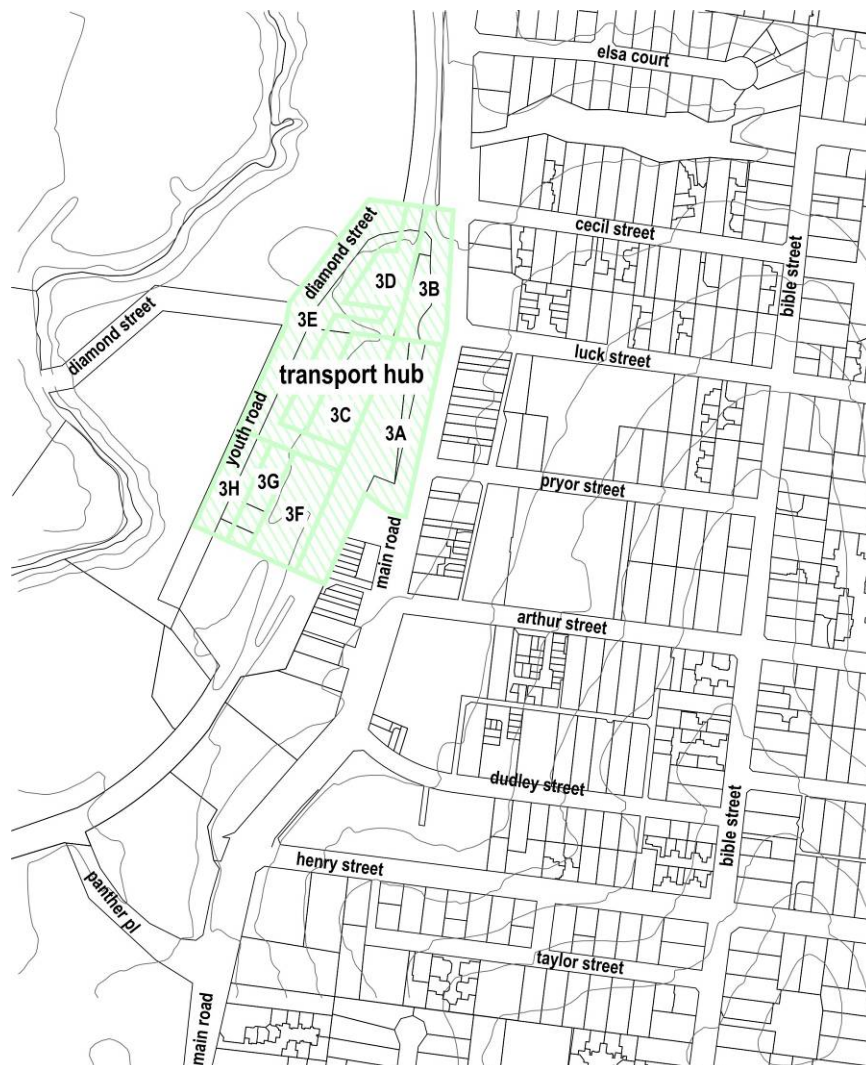 elsa court
cecil street
bible street
diamond street
3D
3B
diamond street
3E
luck street
transport hub
3C
3A
youth road
3G
3H
3F
pryor street
main road
arthur street
dudley street
bible street
henry street
panther pl
taylor street
main road